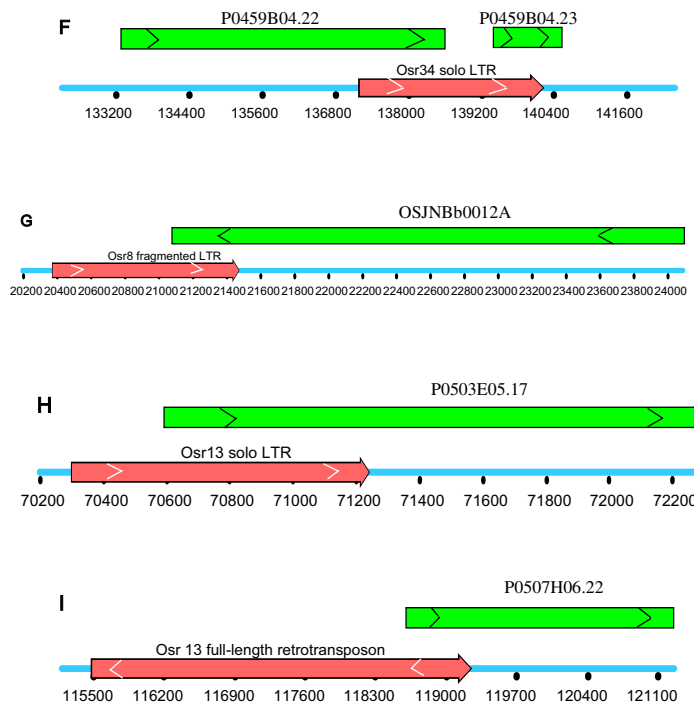 F
P0459B04.22 P0459B04.23
Osr34 solo LTR
133200 134400 135600 136800 138000 139200 140400 141600
G
OSJNBb0012A
Osr8 fragmented LTR
20200 20400 20600 20800 21000 21200 21400 21600 21800 22000 22200 22400 22600 22800 23000 23200 23400 23600 23800 24000
H
P0503E05.17
Osr13 solo LTR
70200 70400 70600 70800 71000 71200 71400 71600 71800 72000 72200
I
P0507H06.22
Osr 13 full-length retrotransposon
115500 116200 116900 117600 118300 119000 119700 120400 121100